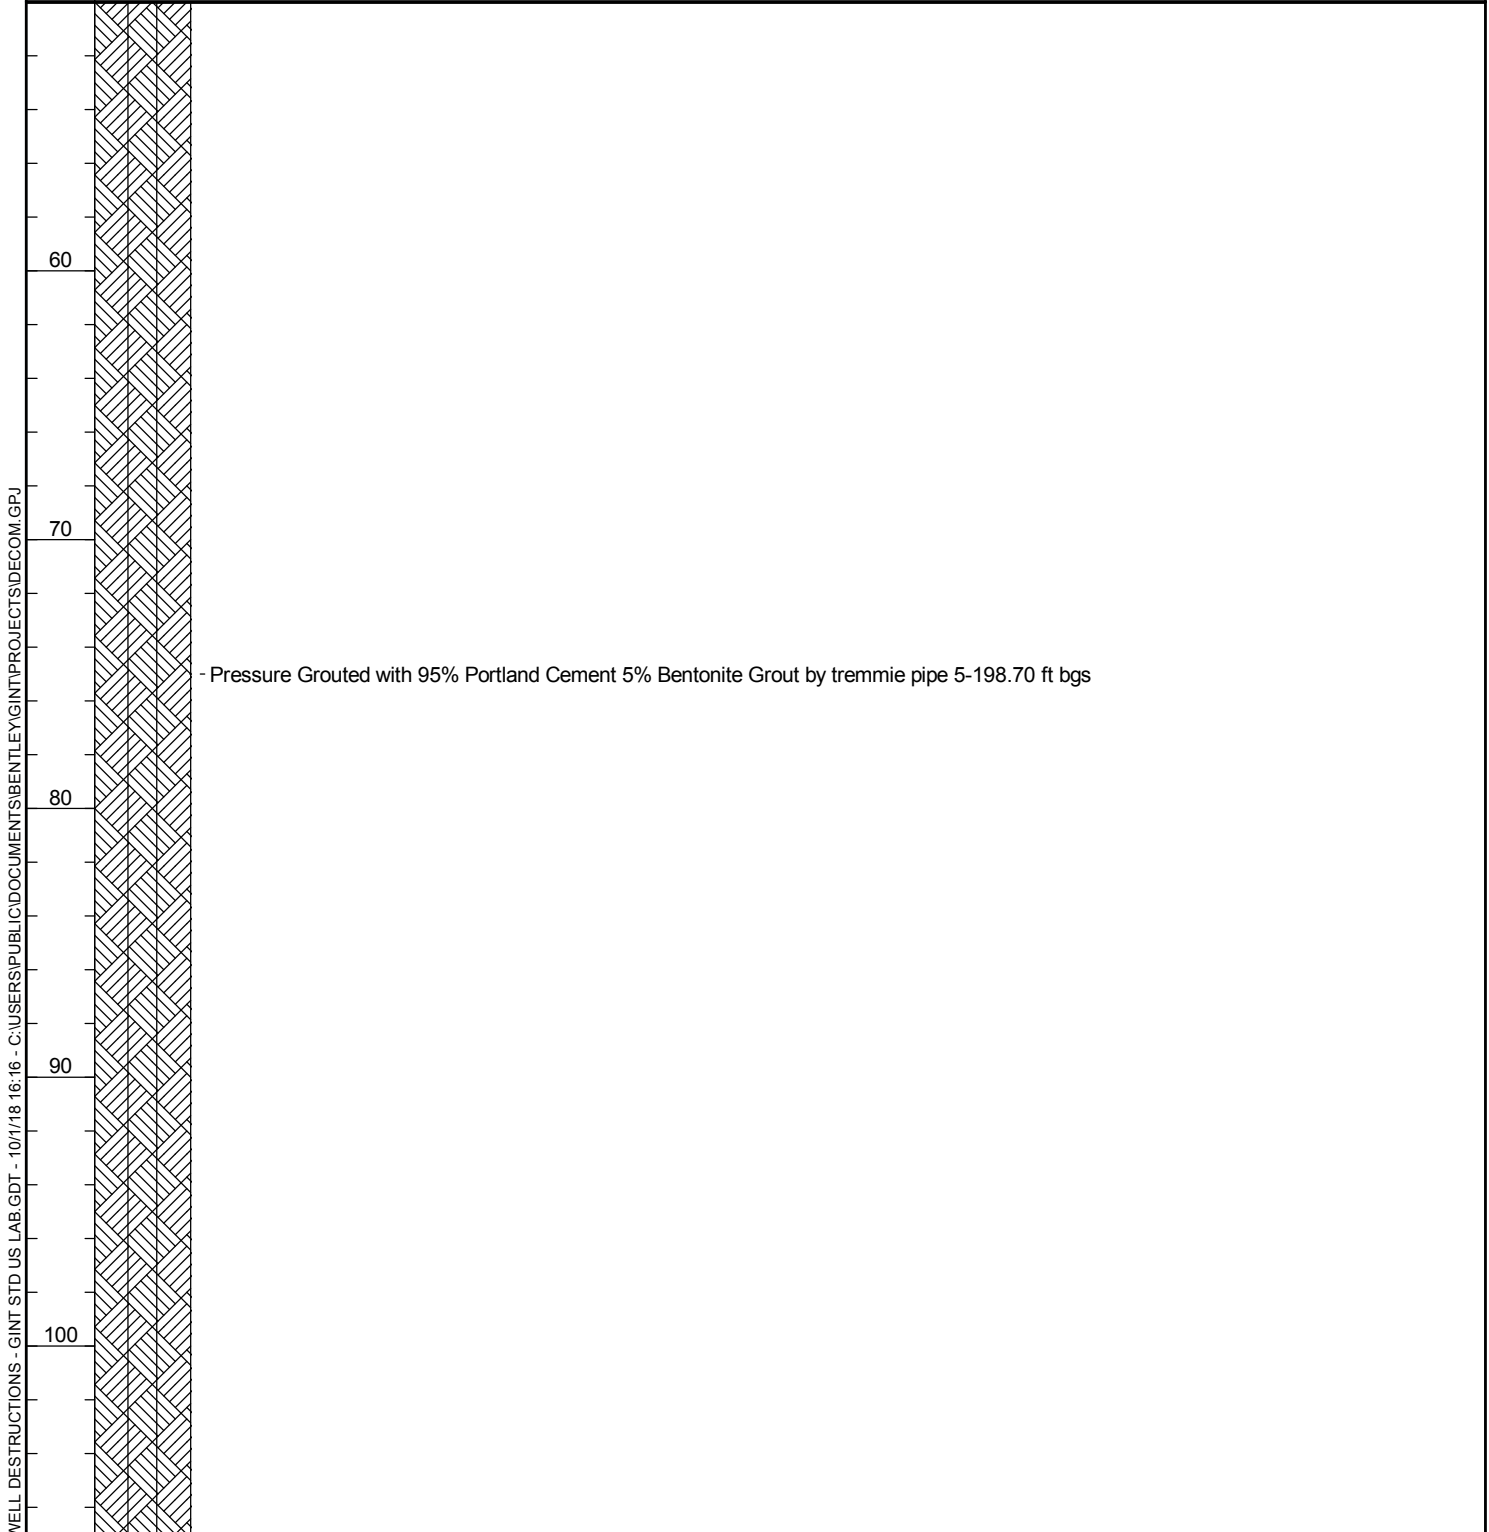 60
70
- Pressure Grouted with 95% Portland Cement 5% Bentonite Grout by tremmie pipe 5-198.70 ft bgs
80
90
100
WELL DESTRUCTIONS - GINT STD US LAB.GDT - 10/1/18 16:16 - C:\USERS\PUBLIC\DOCUMENTS\BENTLEY\GINT\PROJECTS\DECOM.GPJ